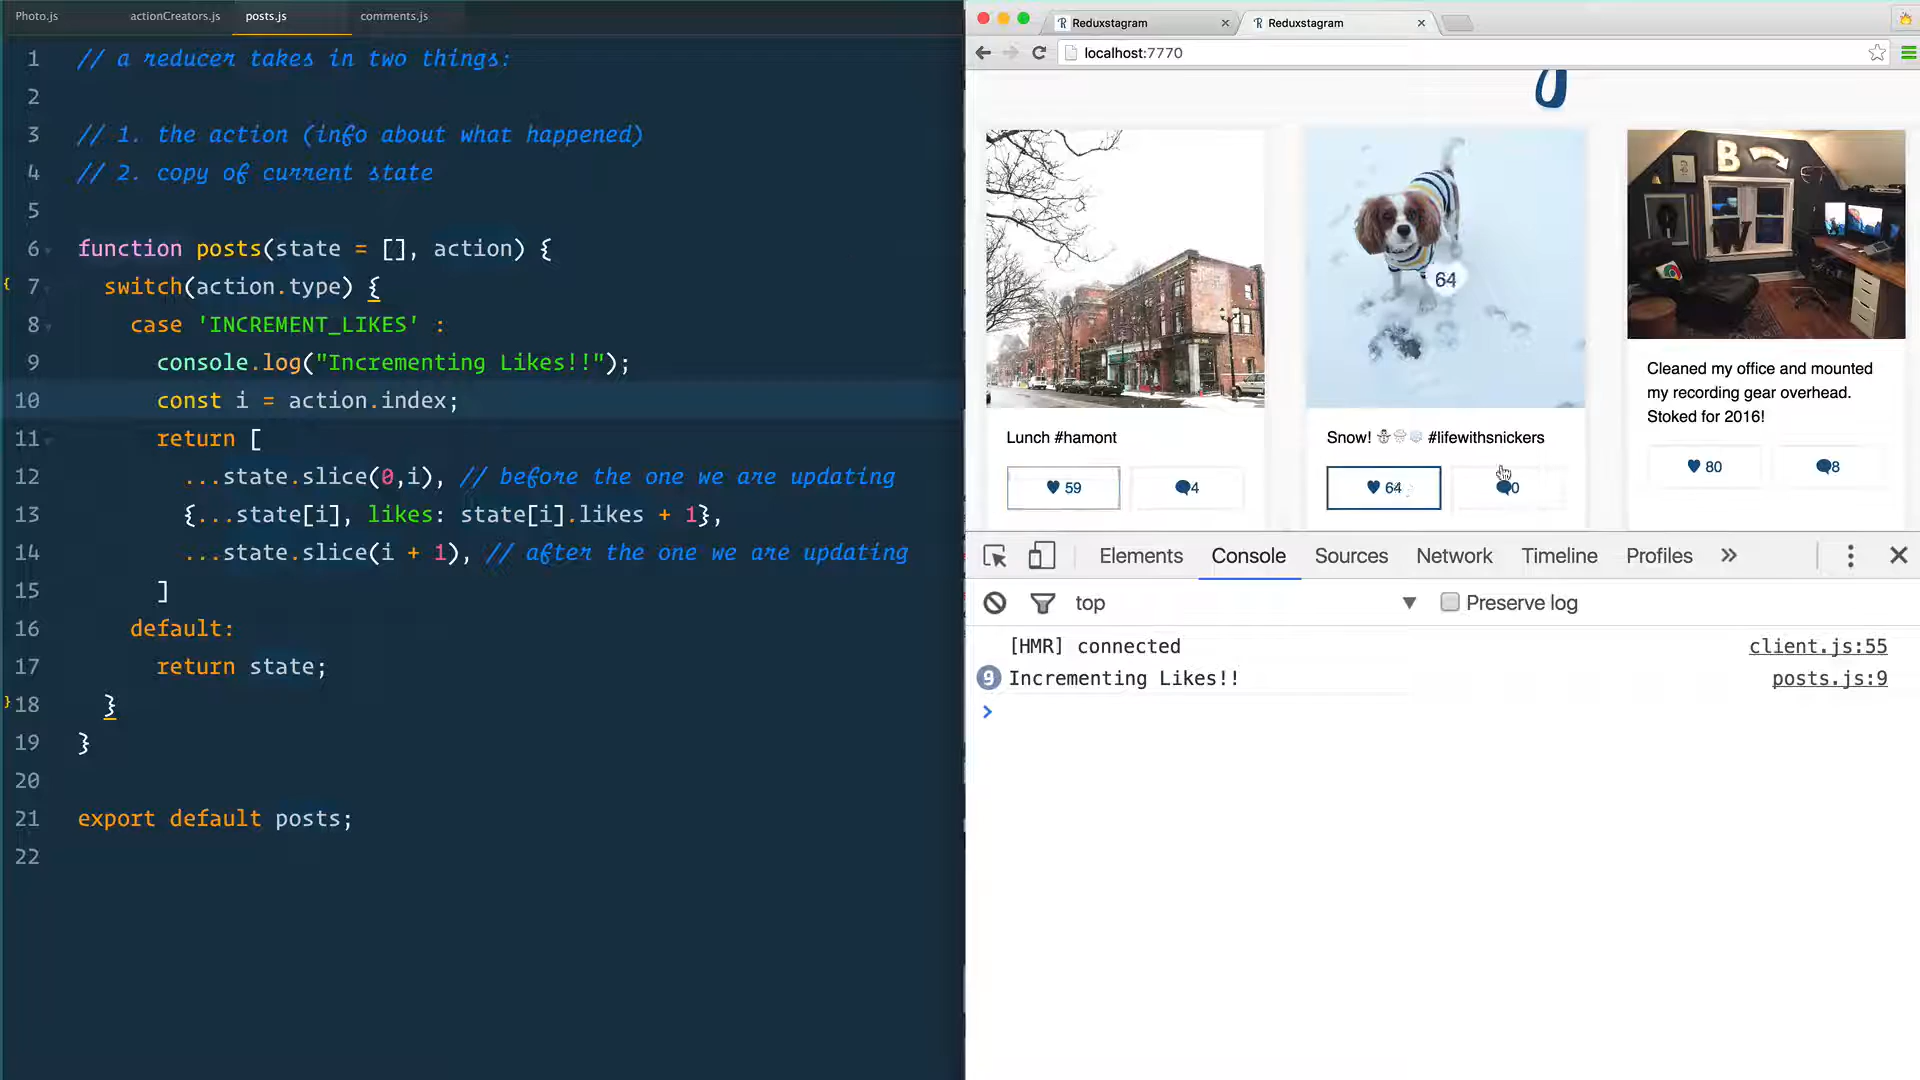 Photo.js actionCreators.js posts.js comments.js
1 // a reducer takes in two things:
2
3 // 1. the action (info about what happened)
4 // 2. copy of current state
5
6 function posts(state = [], action) {
7 switch(action.type) {
8 case 'INCREMENT_LIKES' :
9 console.log("Incrementing Likes!!");
10 const i = action.index;
11 return [
12 ...state.slice(0,i), // before the one we are updating
13 {...state[i], likes: state[i].likes + 1},
14 ...state.slice(i + 1), // after the one we are updating
15 ]
16 default:
17 return state;
18 }
19 }
20
21 export default posts;
22
Reduxstagram Reduxstagram
localhost:7770
B
W
64
Lunch #hamont
59 4
Snow! ☃🌨❄ #lifewithsnickers
64 0
Cleaned my office and mounted
my recording gear overhead.
Stoked for 2016!
80 8
Elements Console Sources Network Timeline Profiles »
top Preserve log
[HMR] connected client.js:55
9 Incrementing Likes!! posts.js:9
>